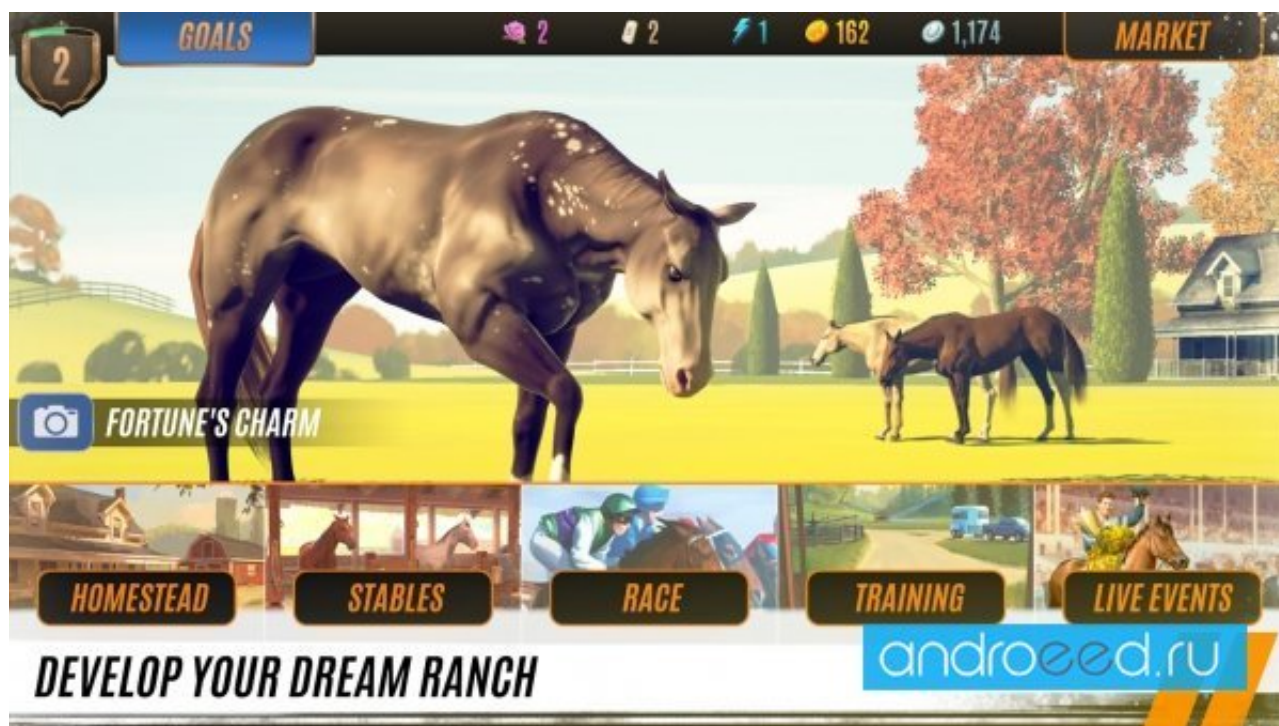 2
GOALS
2
2
1
162
1,174
MARKET
FORTUNE'S CHARM
HOMESTEAD
STABLES
RACE
TRAINING
LIVE EVENTS
DEVELOP YOUR DREAM RANCH
androeed.ru